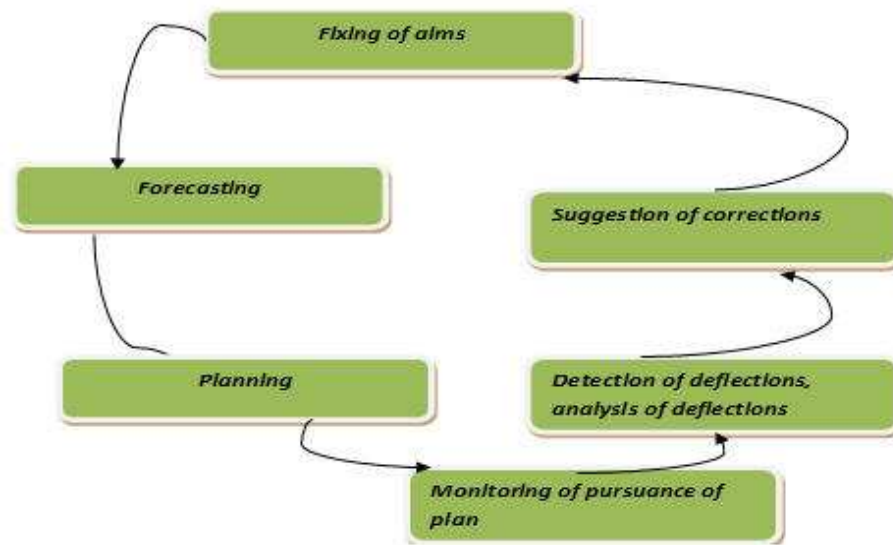 Fixing of aims
Forecasting
Planning
Monitoring of pursuance of
plan
Detection of deflections,
analysis of deflections
Suggestion of corrections